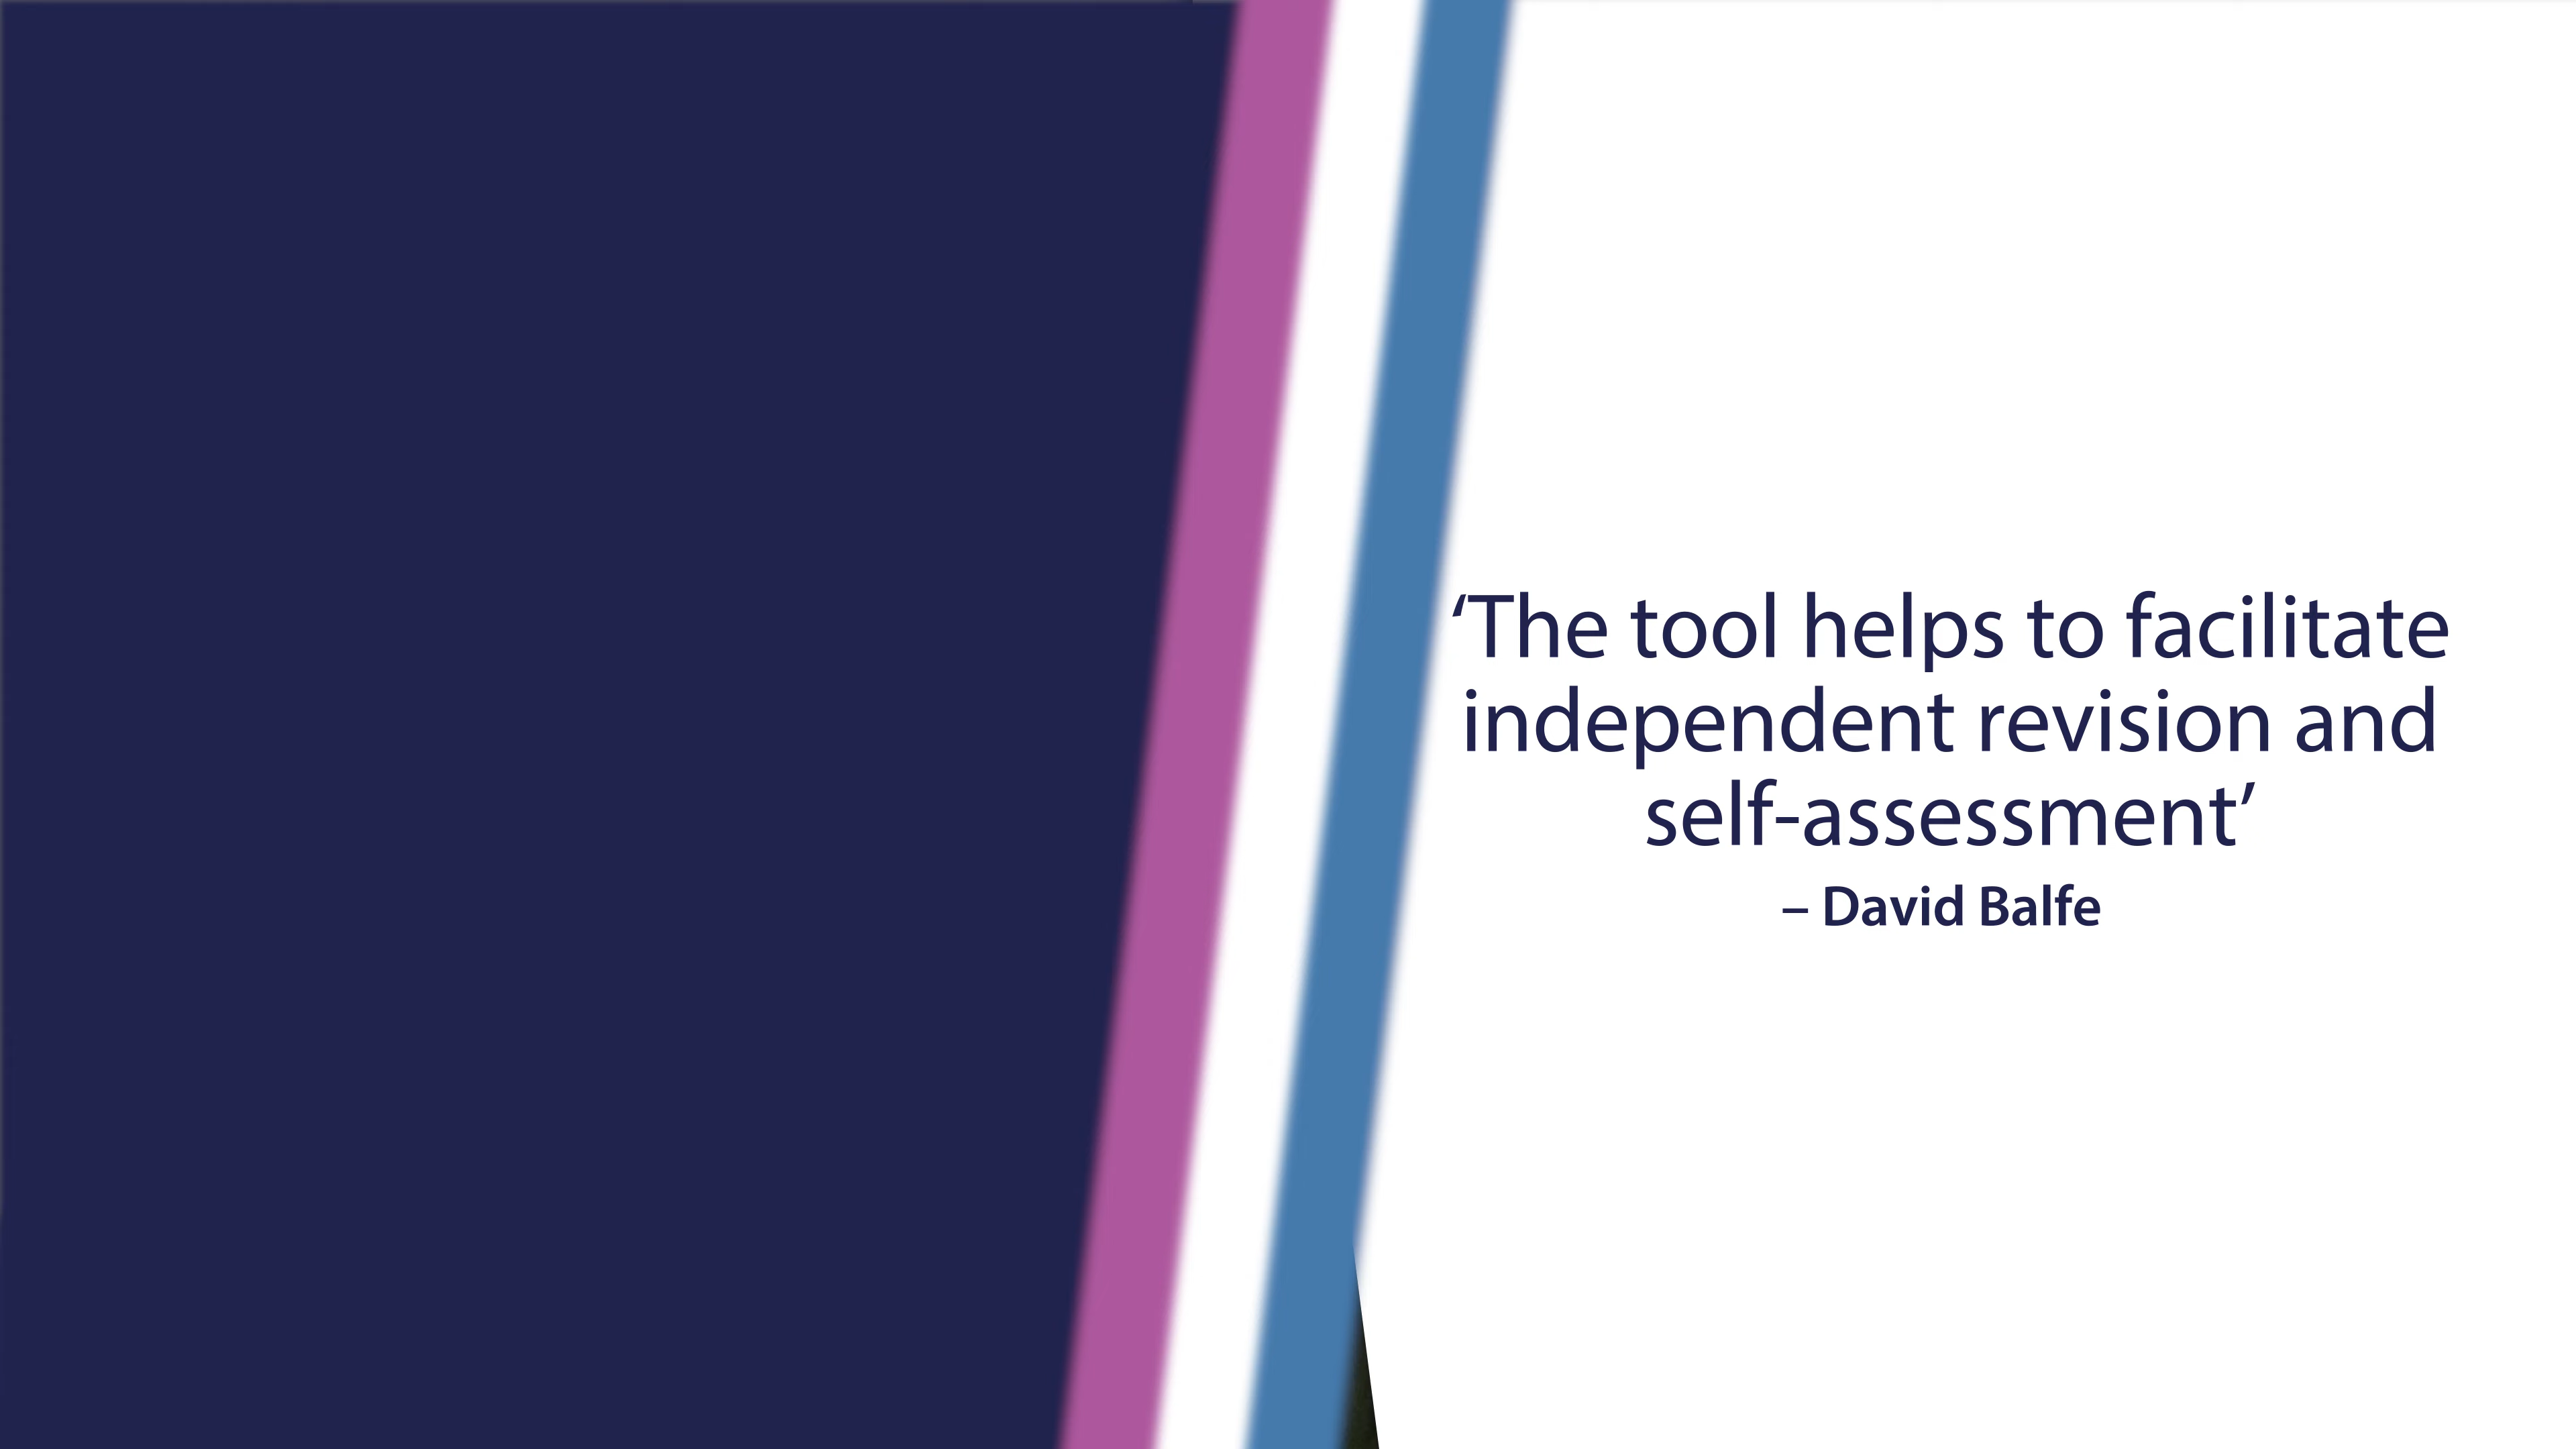 ‘The tool helps to facilitate
independent revision and
self-assessment’
– David Balfe